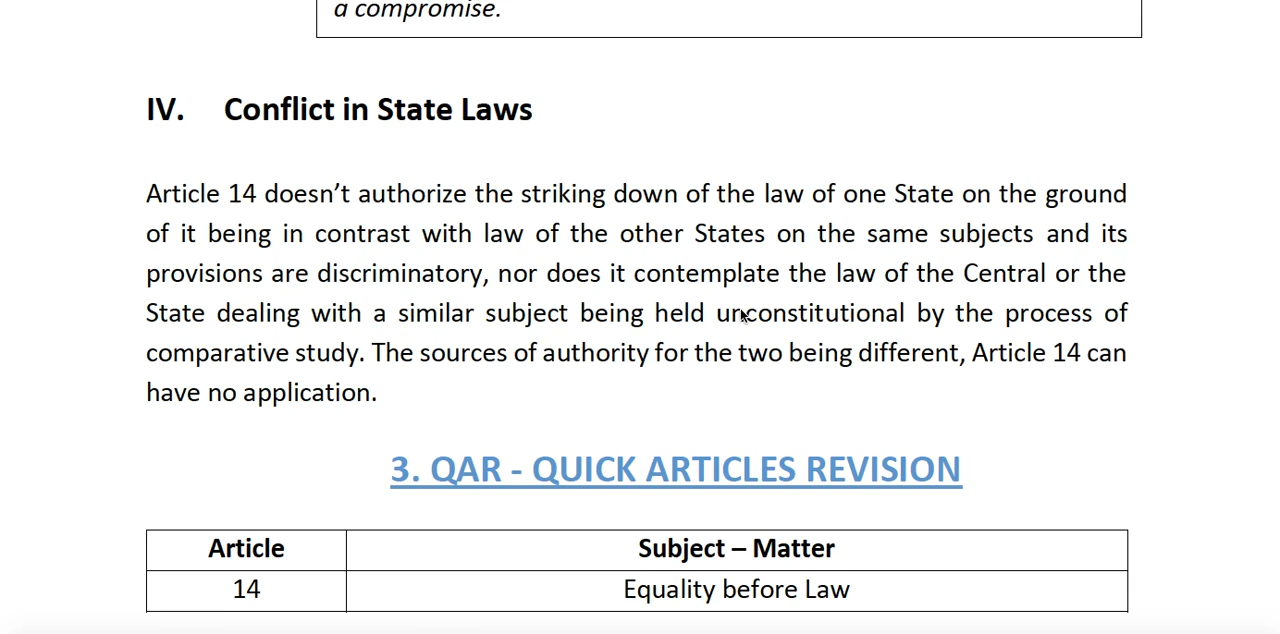 a compromise.
IV. Conflict in State Laws
Article 14 doesn’t authorize the striking down of the law of one State on the ground
of it being in contrast with law of the other States on the same subjects and its
provisions are discriminatory, nor does it contemplate the law of the Central or the
State dealing with a similar subject being held unconstitutional by the process of
comparative study. The sources of authority for the two being different, Article 14 can
have no application.
3. QAR - QUICK ARTICLES REVISION
Article Subject – Matter
14 Equality before Law